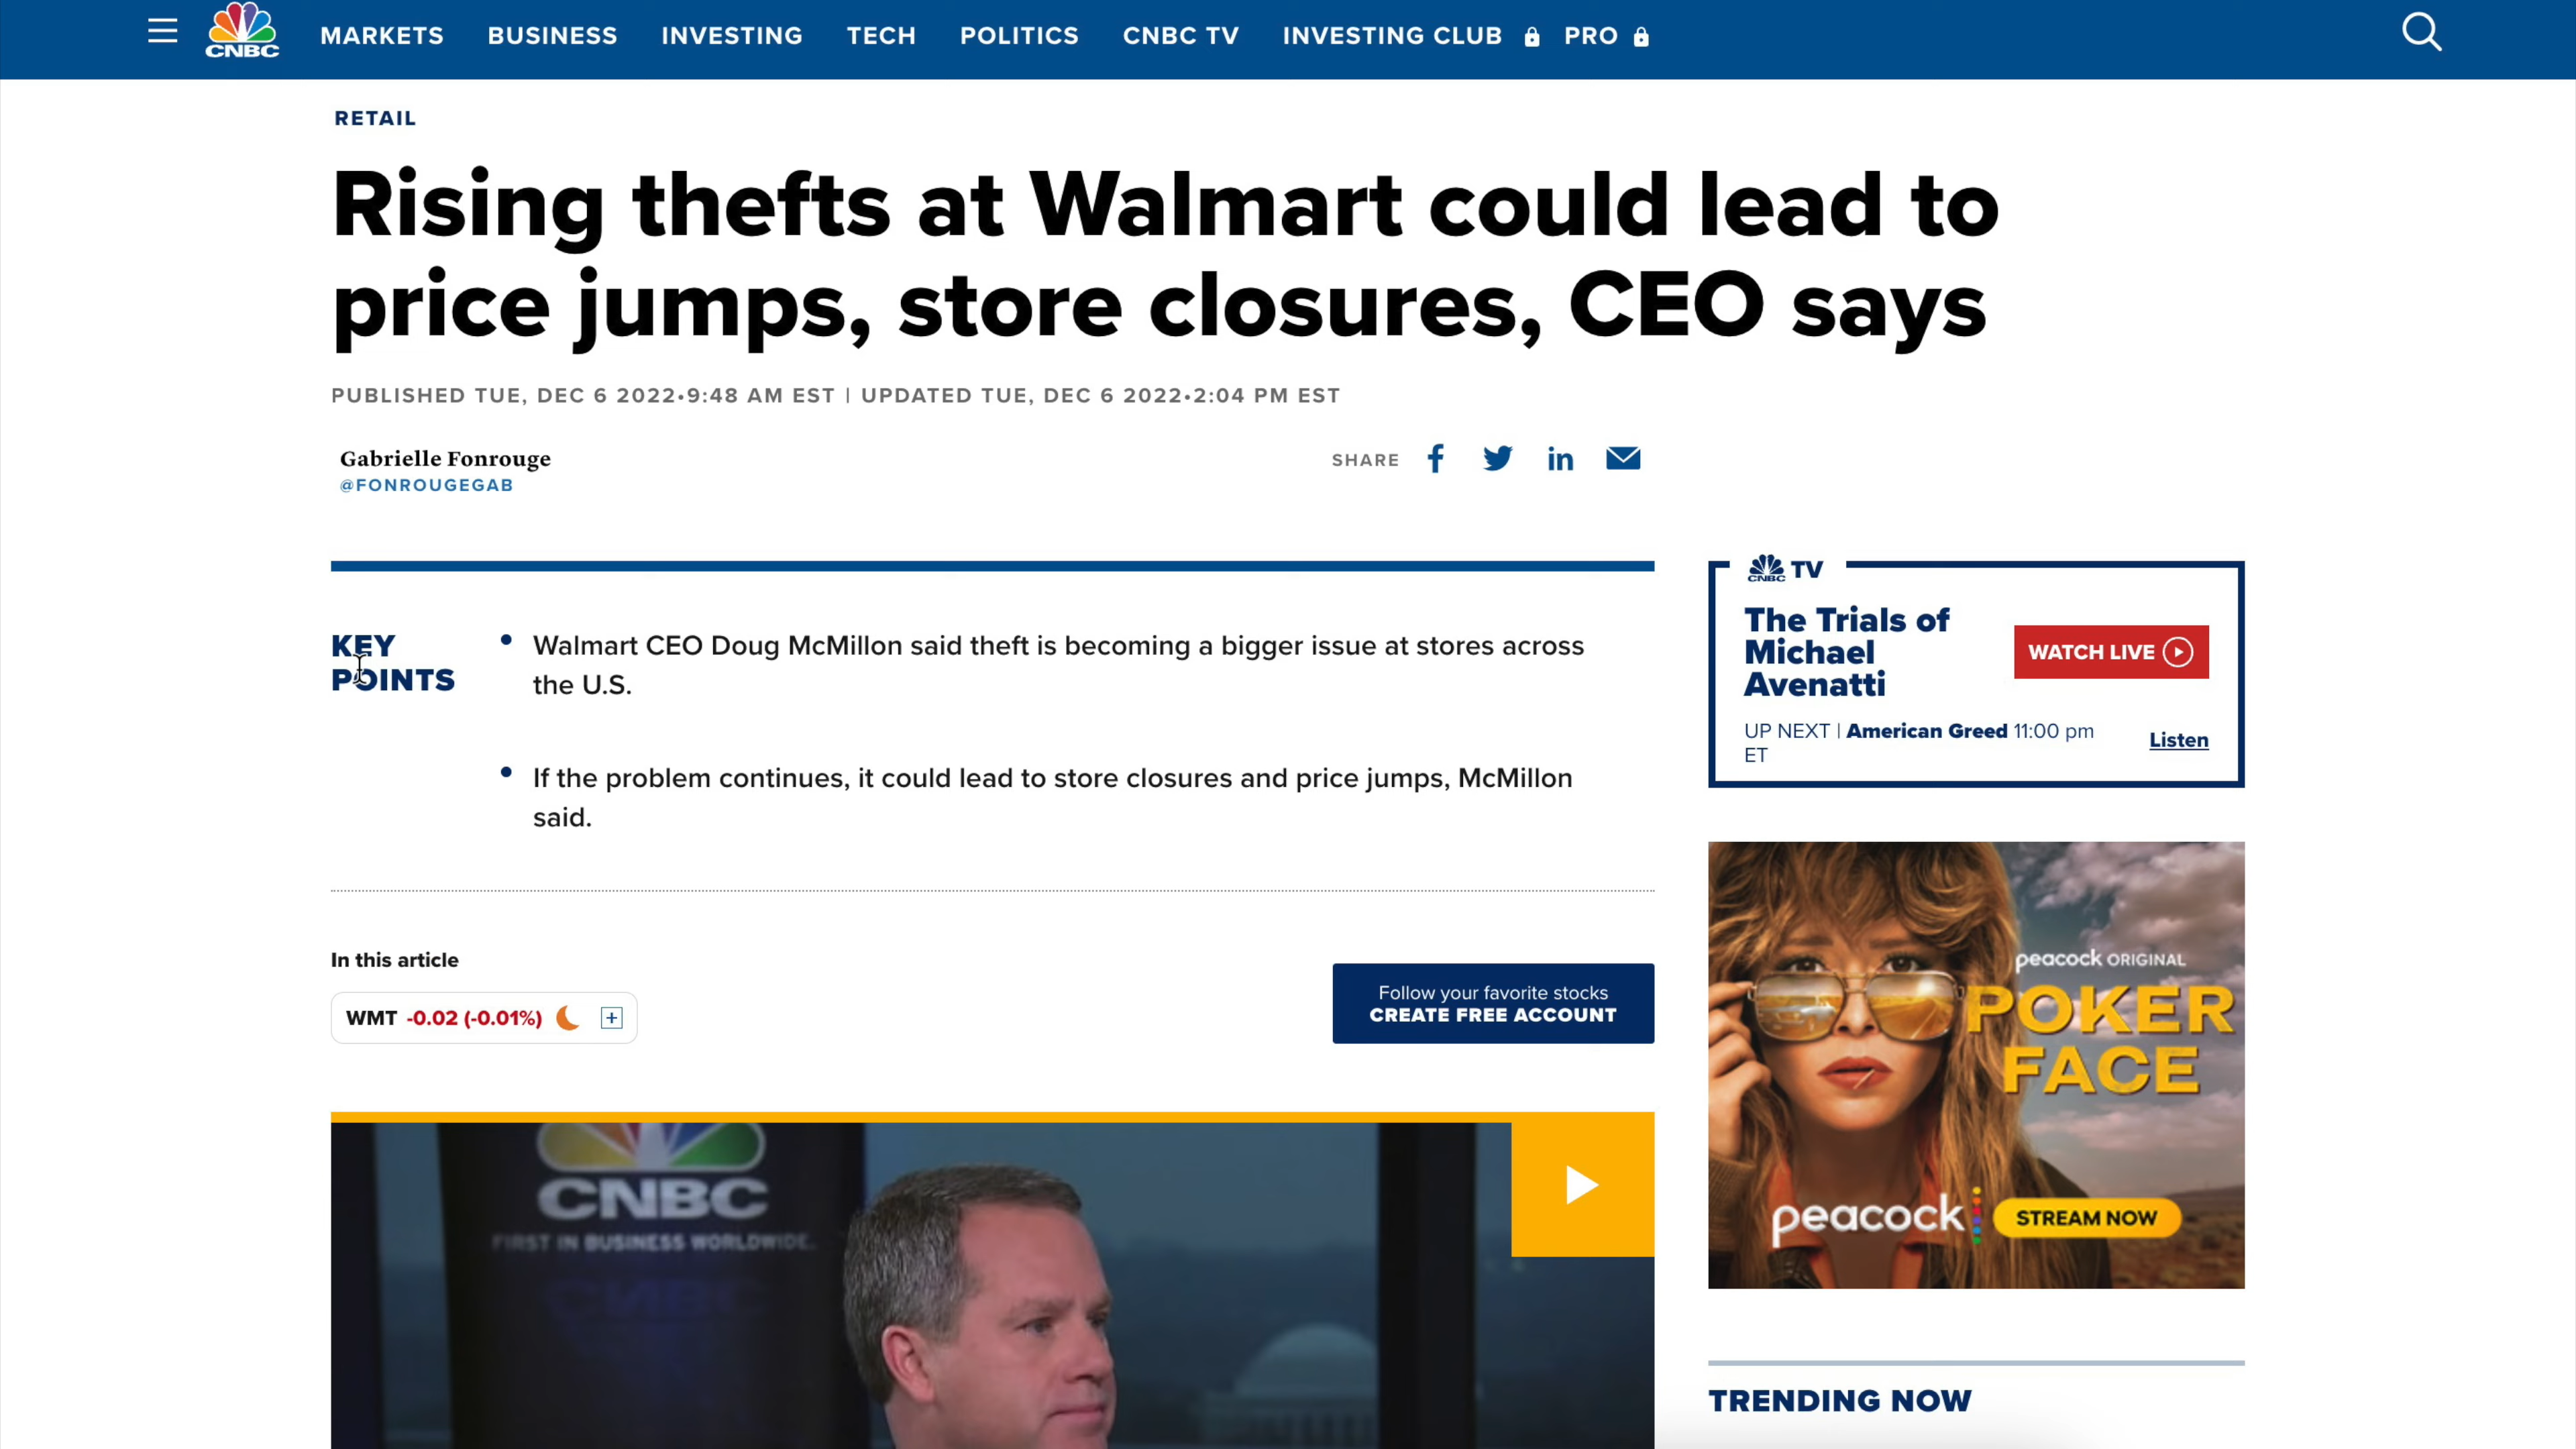 CNBC
MARKETS
BUSINESS
INVESTING
TECH
POLITICS
CNBC TV
INVESTING CLUB
PRO
RETAIL
Rising thefts at Walmart could lead to
price jumps, store closures, CEO says
PUBLISHED TUE, DEC 6 2022•9:48 AM EST | UPDATED TUE, DEC 6 2022•2:04 PM EST
Gabrielle Fonrouge
@FONROUGEGAB
SHARE
KEY
POINTS
• Walmart CEO Doug McMillon said theft is becoming a bigger issue at stores across
the U.S.
• If the problem continues, it could lead to store closures and price jumps, McMillon
said.
In this article
WMT -0.02 (-0.01%)
Follow your favorite stocks
CREATE FREE ACCOUNT
CNBC
FIRST IN BUSINESS WORLDWIDE.
CNBC
CNBC TV
The Trials of
Michael
Avenatti
WATCH LIVE
UP NEXT | American Greed 11:00 pm
ET
Listen
peacock ORIGINAL
POKER
FACE
peacock
STREAM NOW
TRENDING NOW